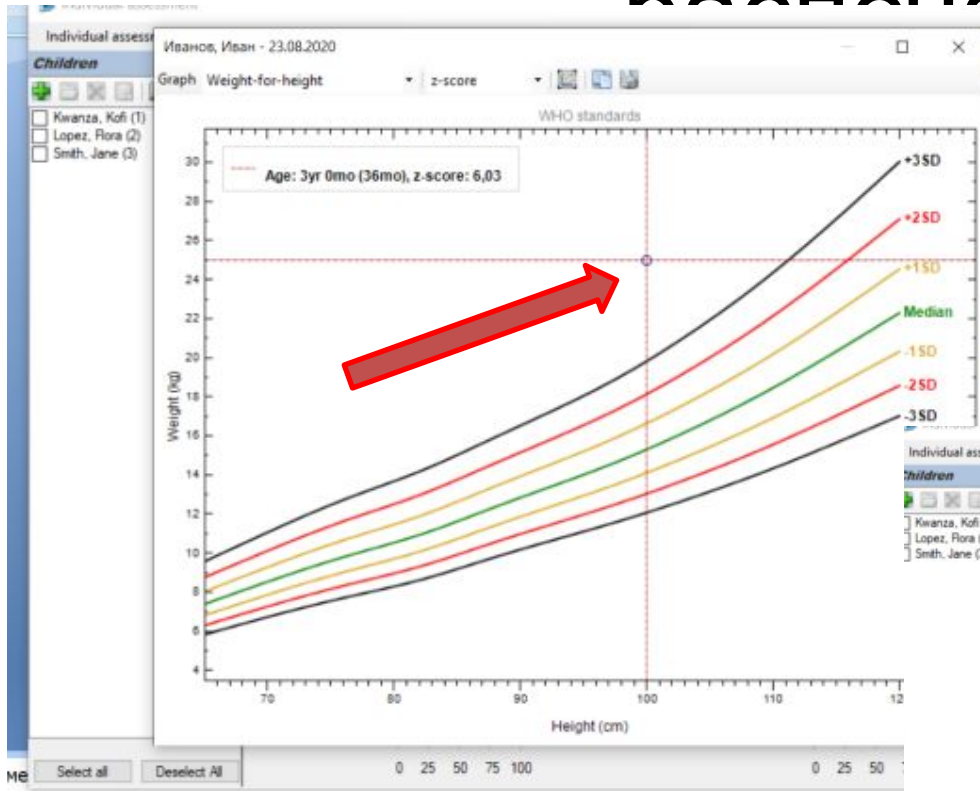 Individual assessment
Individual assess
Children
Kwanza, Kofi (1)
Lopez, Flora (2)
Smith, Jane (3)
Иванов, Иван - 23.08.2020
Graph Weight-for-height z-score
WHO standards
Age: 3yr 0mo (36mo), z-score: 6,03
+3SD
+2SD
+1SD
Median
-1SD
-2SD
-3SD
Weight (kg)
30
28
26
24
22
20
18
16
14
12
10
8
6
4
70 80 90 100 110 12
Height (cm)
Individual ass
Children
Kwanza, Kofi
Lopez, Flora (
Smith, Jane (
ме
Select all Deselect All
0 25 50 75 100
0 25 50